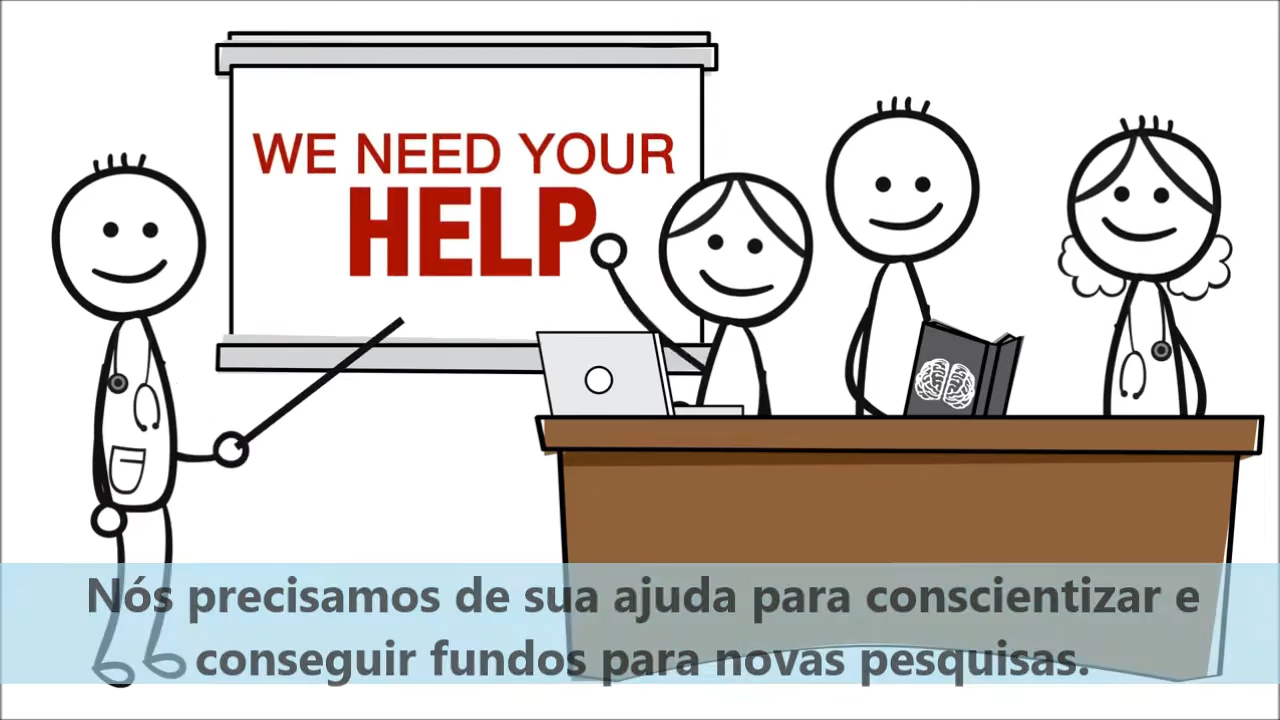 WE NEED YOUR
HELP
Nós precisamos de sua ajuda para conscientizar e
conseguir fundos para novas pesquisas.